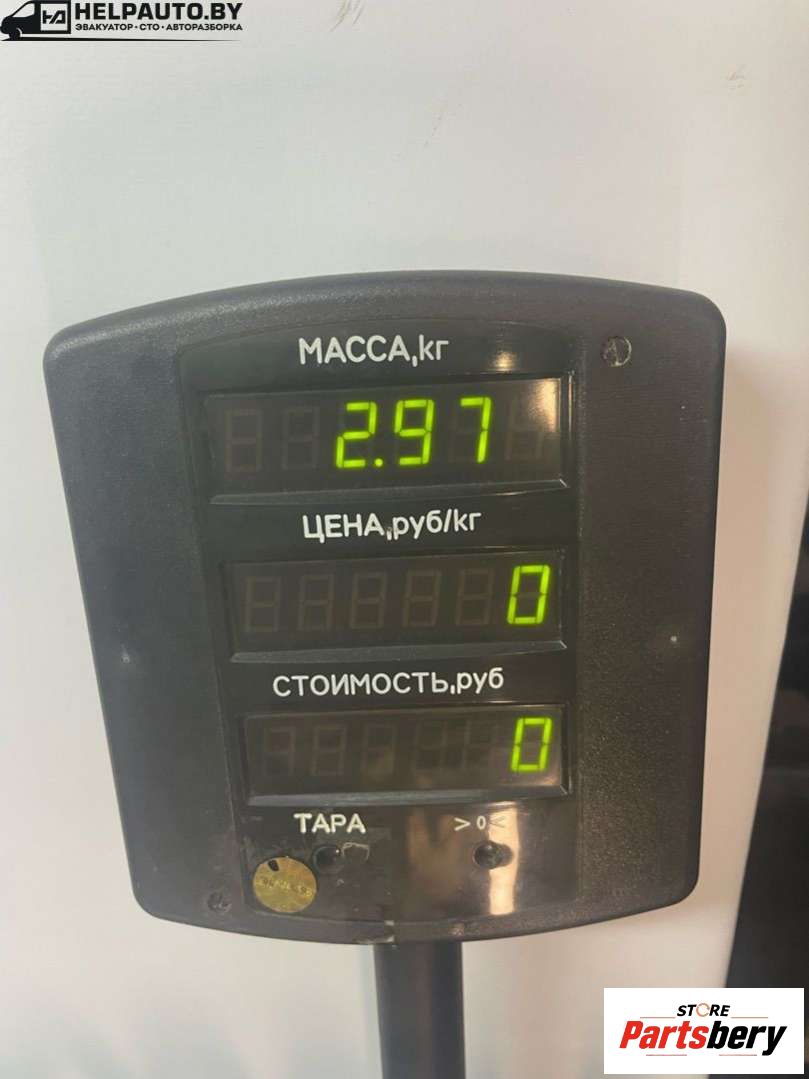 HELPAUTO.BY
ЭВАКУАТОР•СТО•АВТОРАЗБОРКА
МАССА,кг
2.97
ЦЕНА,руб/кг
0
СТОИМОСТЬ,руб
0
ТАРА >0<
STORE
Partsbery